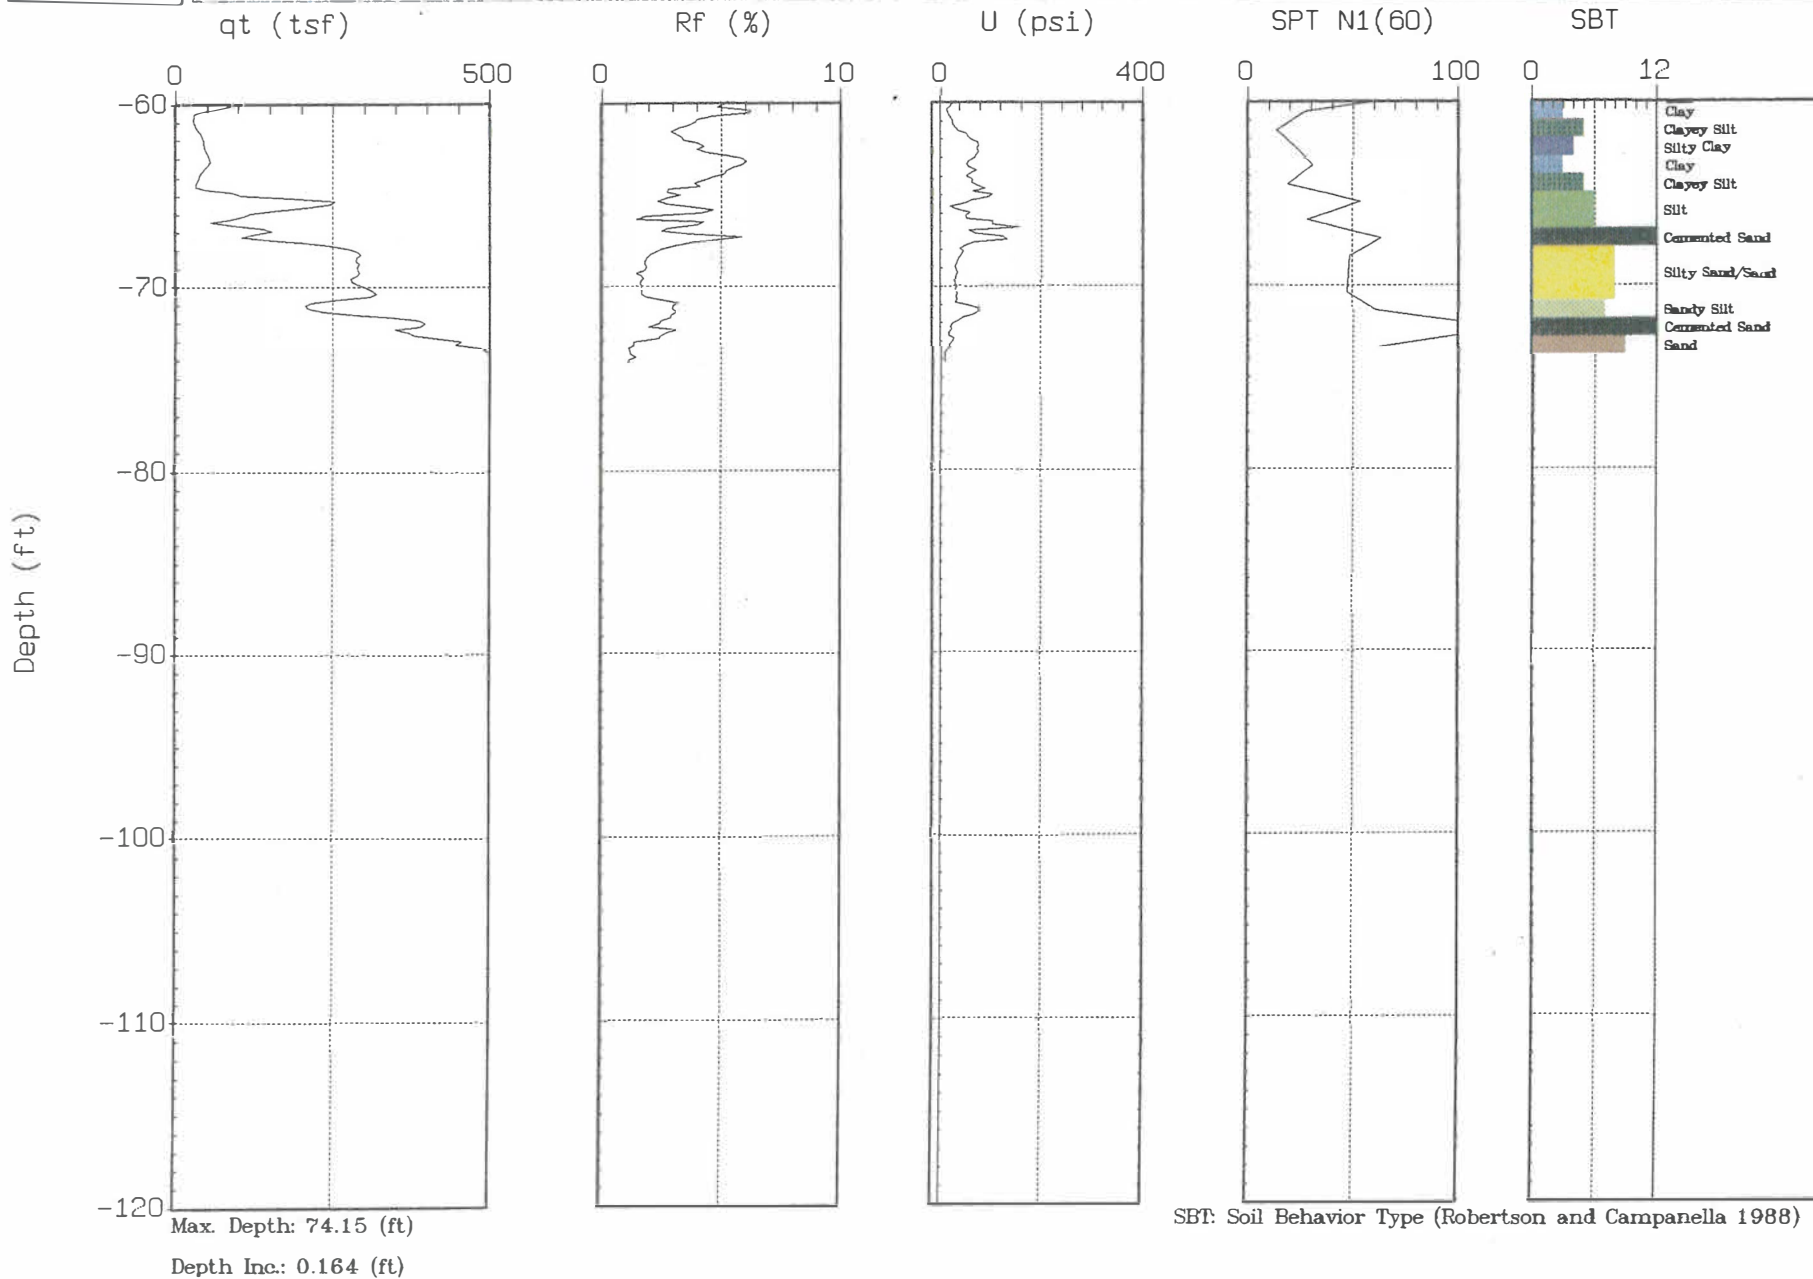 qt (tsf) Rf (%) U (psi) SPT N1(60) SBT
0 500 0 10 0 400 0 100 0 12
-60
Clay
Clayey Silt
Silty Clay
Clay
Clayey Silt
Silt
Cemented Sand
Silty Sand/Sand
-70
Sandy Silt
Cemented Sand
Sand
-80
Depth (ft)
-90
-100
-110
-120
Max. Depth: 74.15 (ft)
SBT: Soil Behavior Type (Robertson and Campanella 1988)
Depth Inc.: 0.164 (ft)